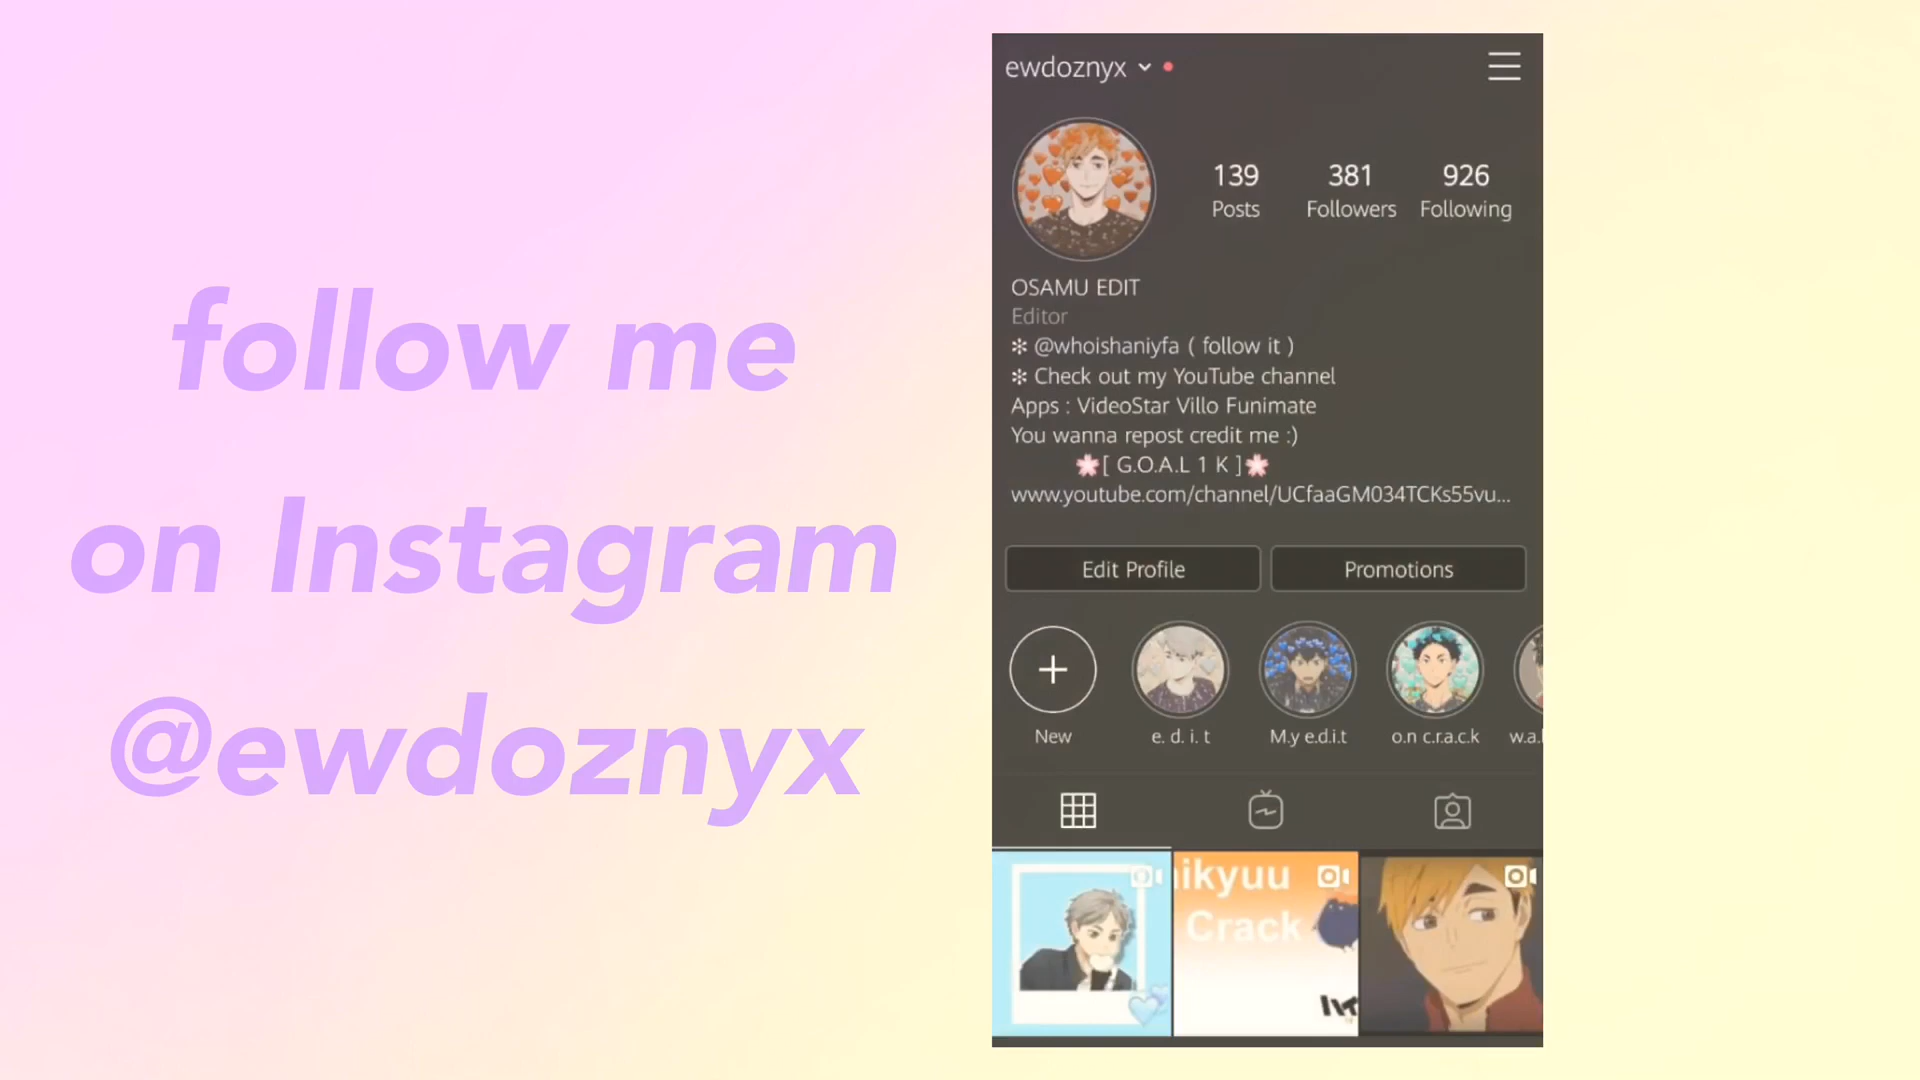 follow me
on Instagram
@ewdoznyx
ewdoznyx
139
381
926
Posts
Followers
Following
OSAMU EDIT
Editor
✻ @whoishaniyfa ( follow it )
✻ Check out my YouTube channel
Apps : VideoStar Villo Funimate
You wanna repost credit me :)
🌸[ G.O.A.L 1 K ]🌸
www.youtube.com/channel/UCfaaGM034TCKs55vu...
Edit Profile
Promotions
New
e. d. i. t
M.y e.d.i.t
o.n c.r.a.c.k
w.a.
ikyuu
Crack